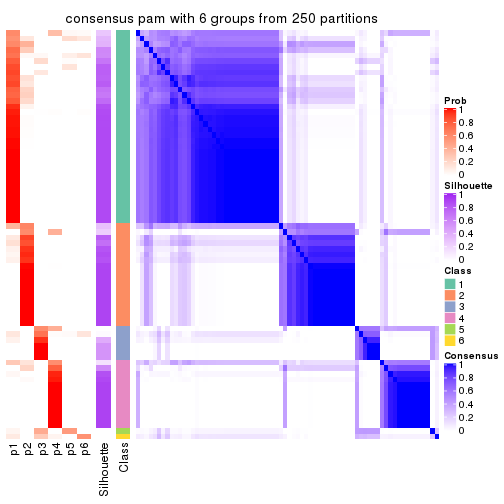 consensus pam with 6 groups from 250 partitions
Prob
1
0.8
0.6
0.4
0.2
0
Silhouette
1
0.8
0.6
0.4
0.2
0
Class
1
2
3
4
5
6
Consensus
1
0.8
0.6
0.4
0.2
0
p1
p2
p3
p4
p5
p6
Silhouette
Class